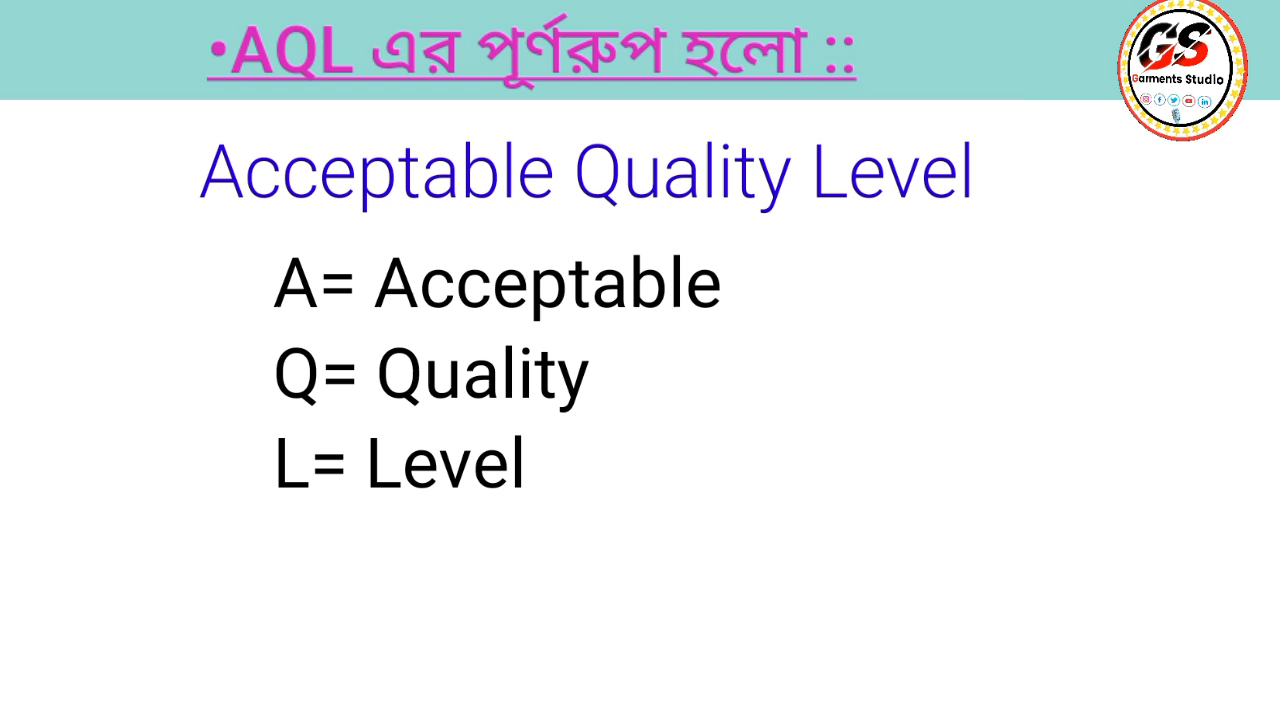 •AQL এর পূর্ণরুপ হলো ::
GS
Garments Studio
Acceptable Quality Level
A= Acceptable
Q= Quality
L= Level